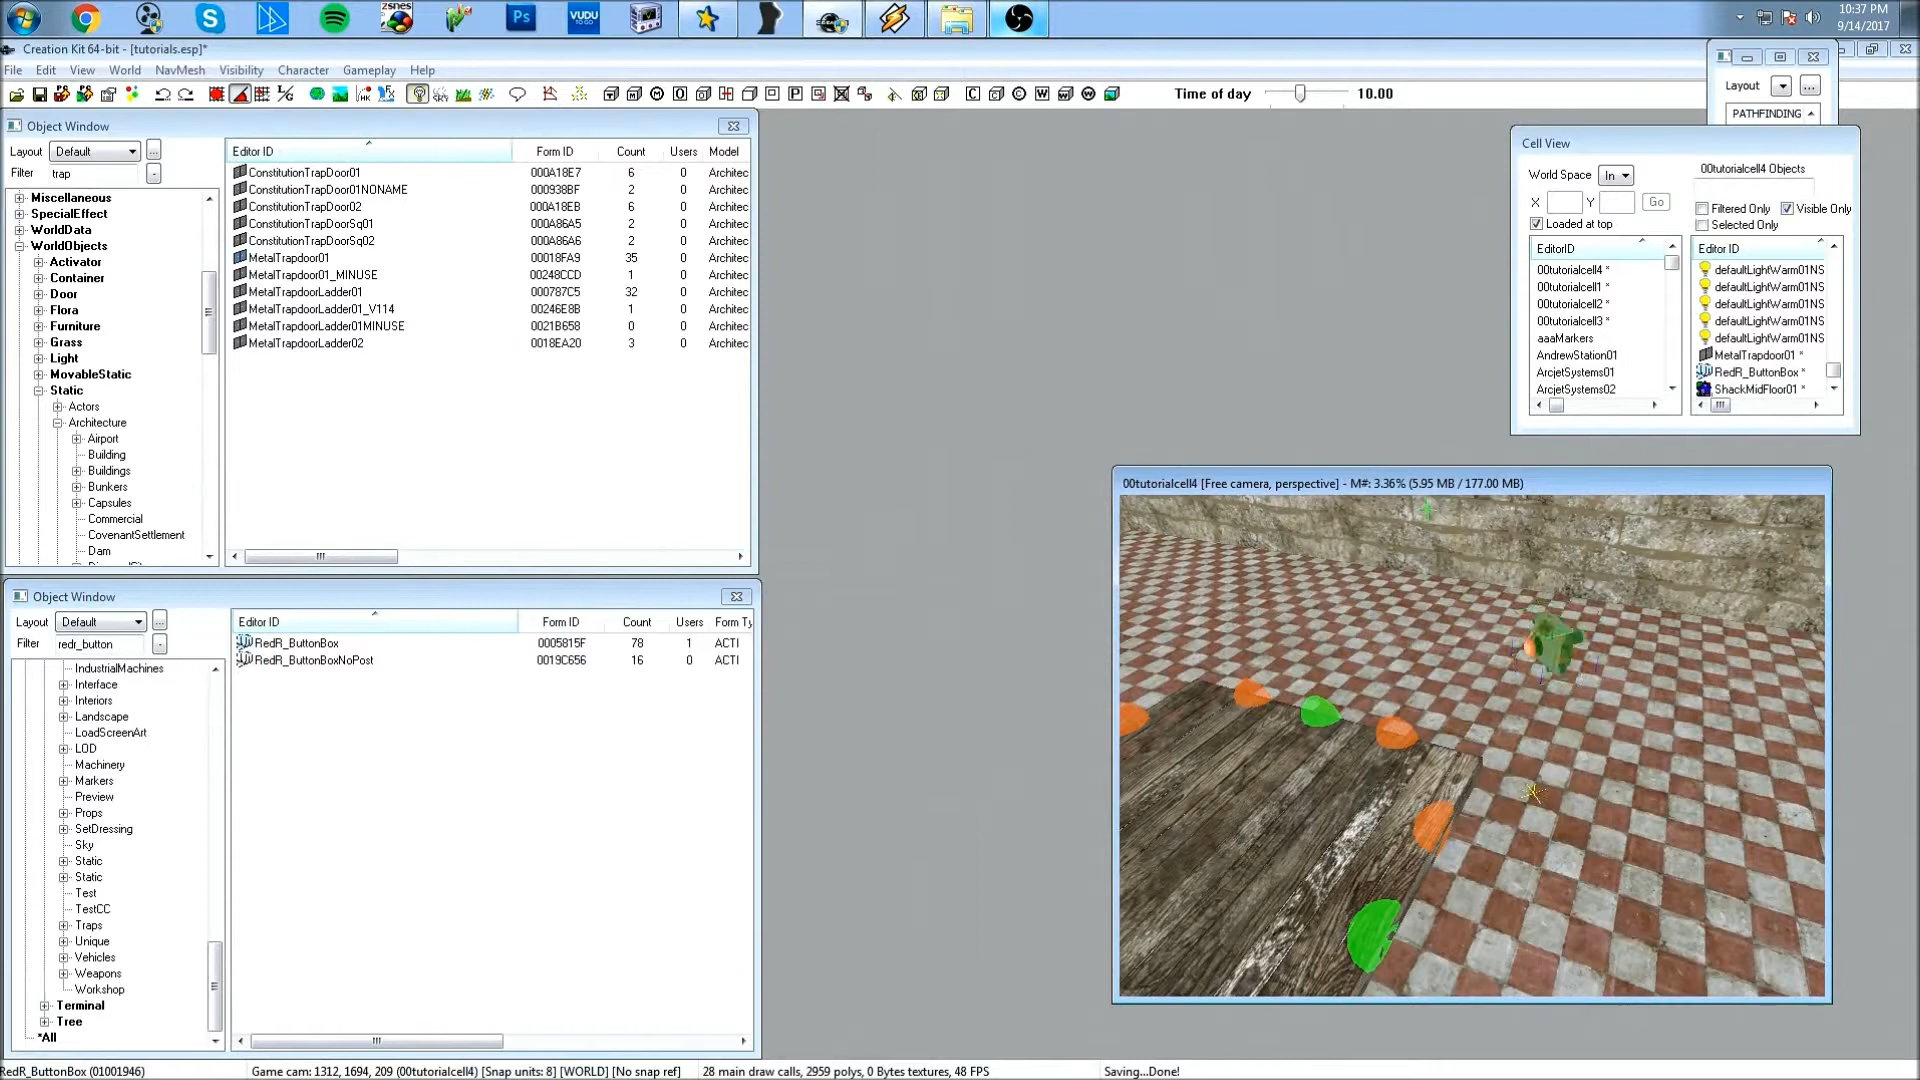 zsnes
Ps
VUDU
TO GO
10:37 PM
9/14/2017
Creation Kit 64-bit - [tutorials.esp]*
File Edit View World NavMesh Visibility Character Gameplay Help
Time of day 10.00
Layout
PATHFINDING
Object Window
Layout Default
Filter trap
Miscellaneous
SpecialEffect
WorldData
WorldObjects
Activator
Container
Door
Flora
Furniture
Grass
Light
MovableStatic
Static
Actors
Architecture
Airport
Building
Buildings
Bunkers
Capsules
Commercial
CovenantSettlement
Dam
Editor ID Form ID Count Users Model
ConstitutionTrapDoor01 000A18E7 6 0 Architec
ConstitutionTrapDoor01NONAME 000938BF 2 0 Architec
ConstitutionTrapDoor02 000A18EB 6 0 Architec
ConstitutionTrapDoorSq01 000A86A5 2 0 Architec
ConstitutionTrapDoorSq02 000A86A6 2 0 Architec
MetalTrapdoor01 00018FA9 35 0 Architec
MetalTrapdoor01_MINUSE 00248CCD 1 0 Architec
MetalTrapdoorLadder01 000787C5 32 0 Architec
MetalTrapdoorLadder01_V114 00246E8B 1 0 Architec
MetalTrapdoorLadder01MINUSE 0021B658 0 0 Architec
MetalTrapdoorLadder02 0018EA20 3 0 Architec
Cell View
World Space In
00tutorialcell4 Objects
X Y Go
Filtered Only Visible Only
Loaded at top
Selected Only
EditorID
00tutorialcell4 *
00tutorialcell1 *
00tutorialcell2 *
00tutorialcell3 *
aaaMarkers
AndrewStation01
ArcjetSystems01
ArcjetSystems02
Editor ID
defaultLightWarm01NS
defaultLightWarm01NS
defaultLightWarm01NS
defaultLightWarm01NS
defaultLightWarm01NS
MetalTrapdoor01 *
RedR_ButtonBox *
ShackMidFloor01 *
00tutorialcell4 [Free camera, perspective] - M#: 3.36% (5.95 MB / 177.00 MB)
Object Window
Layout Default
Filter redr_button
IndustrialMachines
Interface
Interiors
Landscape
LoadScreenArt
LOD
Machinery
Markers
Preview
Props
SetDressing
Sky
Static
Static
Test
TestCC
Traps
Unique
Vehicles
Weapons
Workshop
Terminal
Tree
*All
Editor ID Form ID Count Users Form Ty
RedR_ButtonBox 0005815F 78 1 ACTI
RedR_ButtonBoxNoPost 0019C656 16 0 ACTI
RedR_ButtonBox (01001946)
Game cam: 1312, 1694, 209 (00tutorialcell4) [Snap units: 8] [WORLD] [No snap ref]
28 main draw calls, 2959 polys, 0 Bytes textures, 48 FPS
Saving...Done!